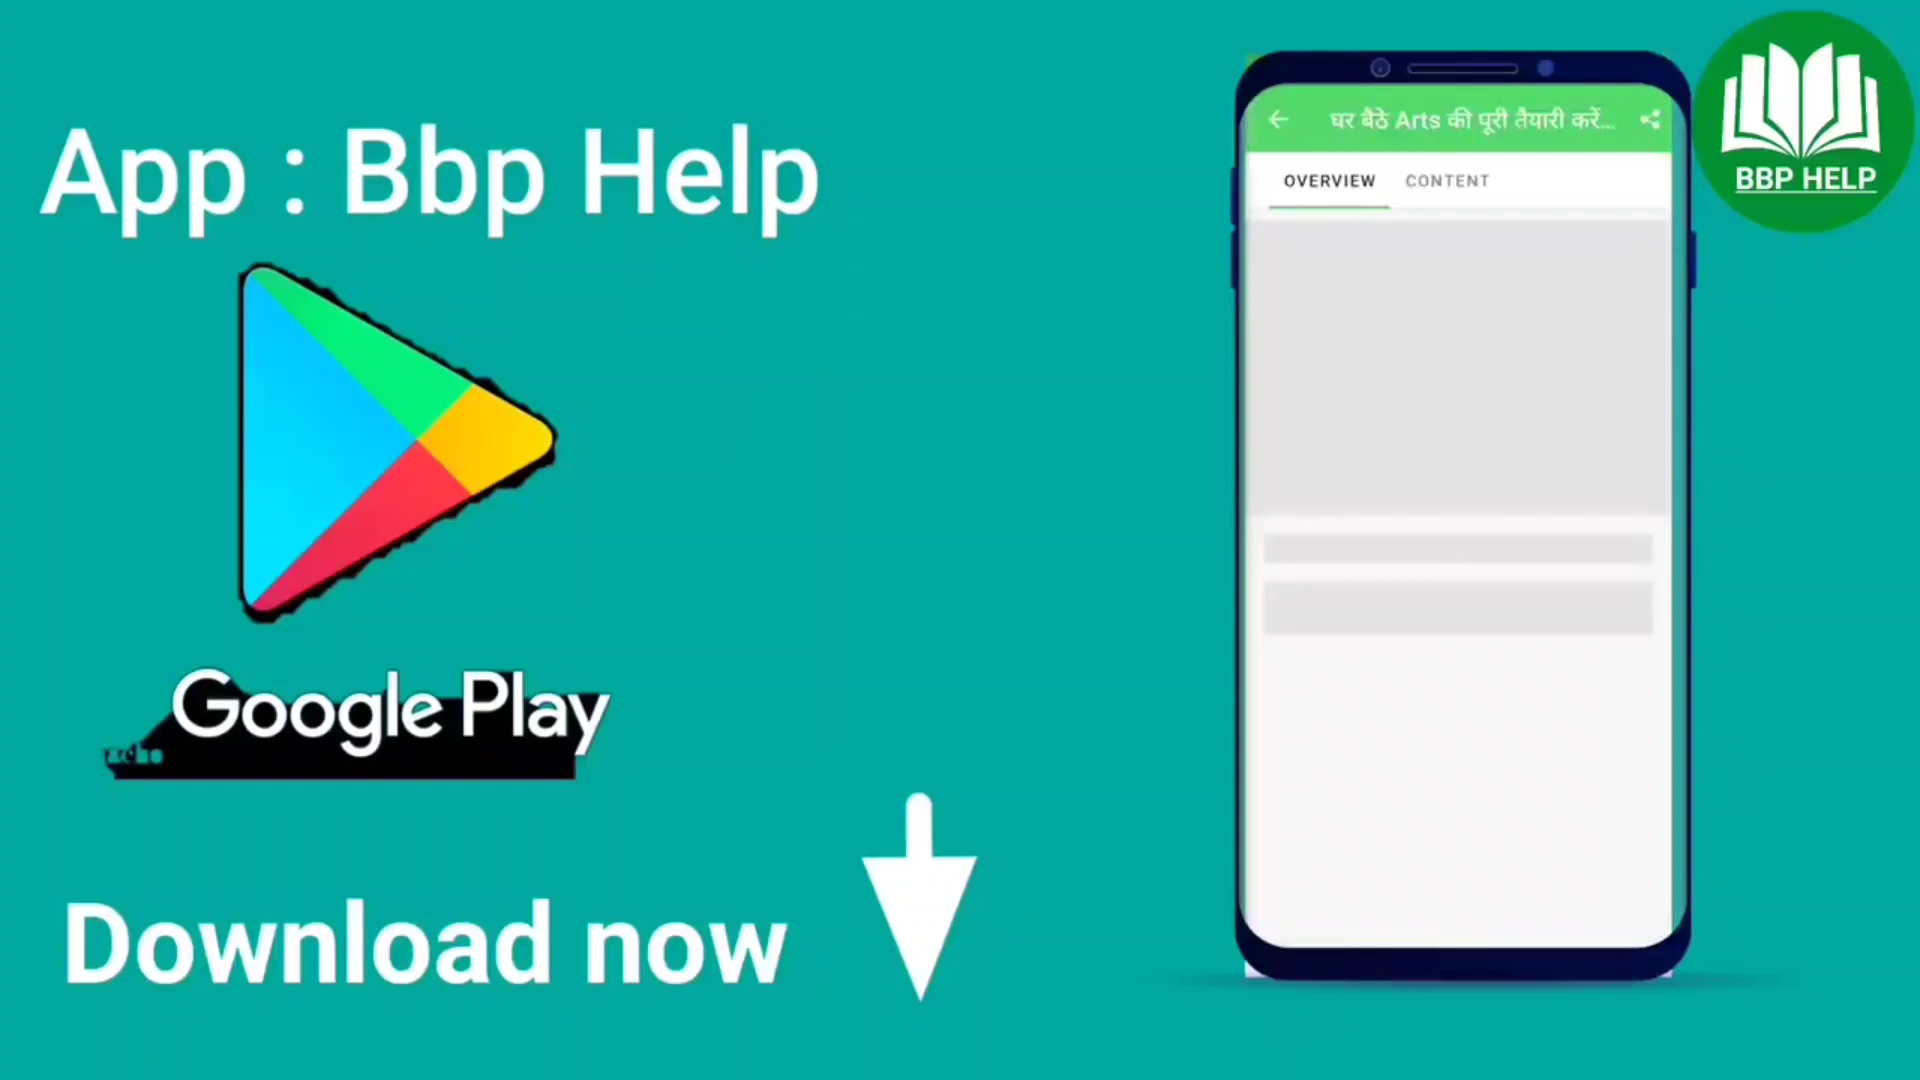 App : Bbp Help
Google Play
Download now
घर बैठे Arts की पूरी तैयारी करें...
OVERVIEW CONTENT
BBP HELP